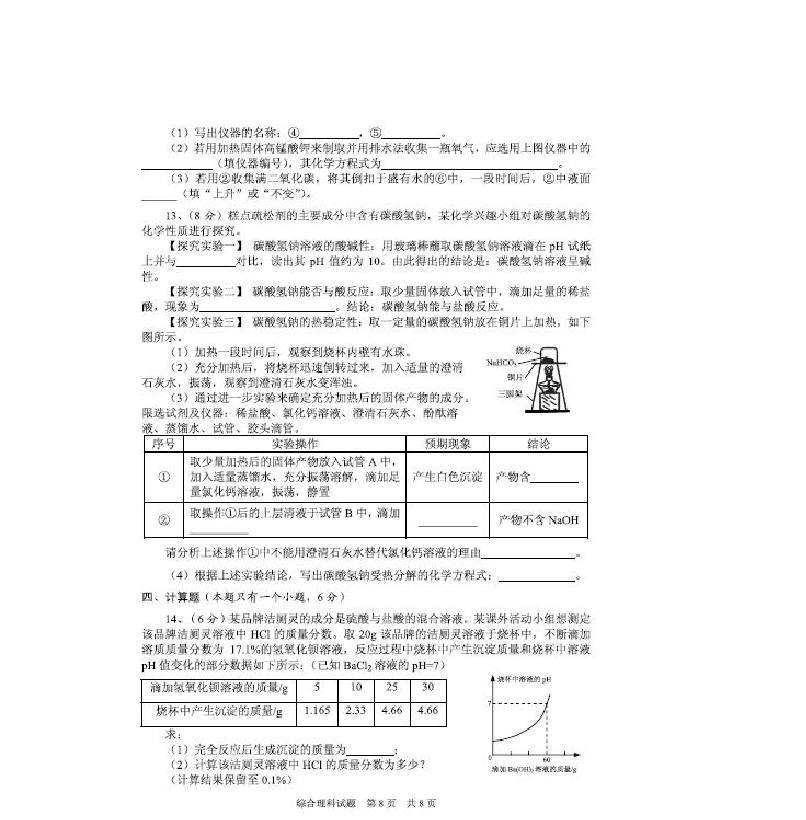 (1)写出仪器的名称:④__________,⑤__________。
(2)若用加热固体高锰酸钾来制取并用排水法收集一瓶氧气,应选用上图仪器中的
____________(填仪器编号),其化学方程式为______________________________。
(3)若用②收集满二氧化碳,将其倒扣于盛有水的⑥中,一段时间后,②中液面
______(填“上升”或“不变”)。
13、(8 分)糕点疏松剂的主要成分中含有碳酸氢钠,某化学兴趣小组对碳酸氢钠的
化学性质进行探究。
【探究实验一】 碳酸氢钠溶液的酸碱性:用玻璃棒蘸取碳酸氢钠溶液滴在 pH 试纸
上并与__________对比,读出其 pH 值约为 10。由此得出的结论是:碳酸氢钠溶液呈碱
性。
【探究实验二】 碳酸氢钠能否与酸反应:取少量固体放入试管中,滴加足量的稀盐
酸,现象为______________________。结论:碳酸氢钠能与盐酸反应。
【探究实验三】 碳酸氢钠的热稳定性:取一定量的碳酸氢钠放在铜片上加热,如下
图所示。
(1)加热一段时间后,观察到烧杯内壁有水珠。
(2)充分加热后,将烧杯迅速倒转过来,加入适量的澄清
石灰水,振荡,观察到澄清石灰水变浑浊。
(3)通过进一步实验来确定充分加热后的固体产物的成分。
限选试剂及仪器:稀盐酸、氯化钙溶液、澄清石灰水、酚酞溶
液、蒸馏水、试管、胶头滴管。
烧杯
NaHCO₃
铜片
三脚架
序号 实验操作 预期现象 结论
① 取少量加热后的固体产物放入试管 A 中,加入适量蒸馏水,充分振荡溶解,滴加足量氯化钙溶液,振荡,静置 产生白色沉淀 产物含________
② 取操作①后的上层清液于试管 B 中,滴加__________ __________ 产物不含 NaOH
请分析上述操作①中不能用澄清石灰水替代氯化钙溶液的理由________________。
(4)根据上述实验结论,写出碳酸氢钠受热分解的化学方程式:____________。
四、计算题(本题只有一个小题,6 分)
14、(6 分)某品牌洁厕灵的成分是硫酸与盐酸的混合溶液。某课外活动小组想测定
该品牌洁厕灵溶液中 HCl 的质量分数。取 20g 该品牌的洁厕灵溶液于烧杯中,不断滴加
溶质质量分数为 17.1%的氢氧化钡溶液,反应过程中烧杯中产生沉淀质量和烧杯中溶液
pH 值变化的部分数据如下所示:(已知 BaCl₂ 溶液的 pH=7)
滴加氢氧化钡溶液的质量/g 5 10 25 30
烧杯中产生沉淀的质量/g 1.165 2.33 4.66 4.66
烧杯中溶液的 pH
7
0 60
滴加 Ba(OH)₂ 溶液的质量/g
求:
(1)完全反应后生成沉淀的质量为________;
(2)计算该洁厕灵溶液中 HCl 的质量分数为多少?
(计算结果保留至 0.1%)
综合理科试题 第 8 页 共 8 页